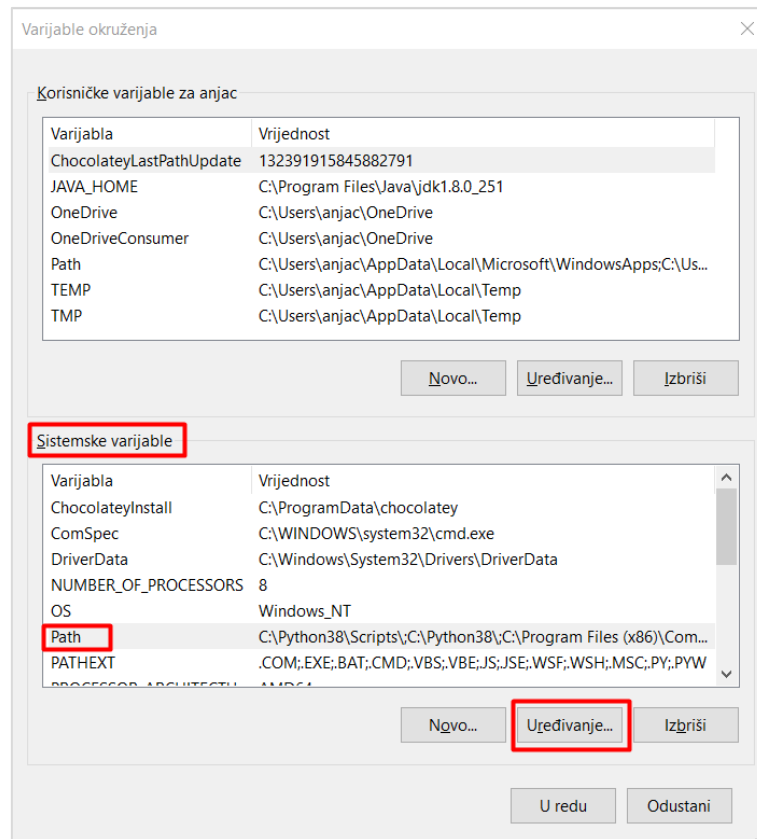 Varijable okruženja
Korisničke varijable za anjac
Varijabla Vrijednost
ChocolateyLastPathUpdate 132391915845882791
JAVA_HOME C:\Program Files\Java\jdk1.8.0_251
OneDrive C:\Users\anjac\OneDrive
OneDriveConsumer C:\Users\anjac\OneDrive
Path C:\Users\anjac\AppData\Local\Microsoft\WindowsApps;C:\Us...
TEMP C:\Users\anjac\AppData\Local\Temp
TMP C:\Users\anjac\AppData\Local\Temp
Novo... Uređivanje... Izbriši
Sistemske varijable
Varijabla Vrijednost
ChocolateyInstall C:\ProgramData\chocolatey
ComSpec C:\WINDOWS\system32\cmd.exe
DriverData C:\Windows\System32\Drivers\DriverData
NUMBER_OF_PROCESSORS 8
OS Windows_NT
Path C:\Python38\Scripts\;C:\Python38\;C:\Program Files (x86)\Com...
PATHEXT .COM;.EXE;.BAT;.CMD;.VBS;.VBE;.JS;.JSE;.WSF;.WSH;.MSC;.PY;.PYW
PROCESSOR_ARCHITECTU... AMD64
Novo... Uređivanje... Izbriši
U redu Odustani